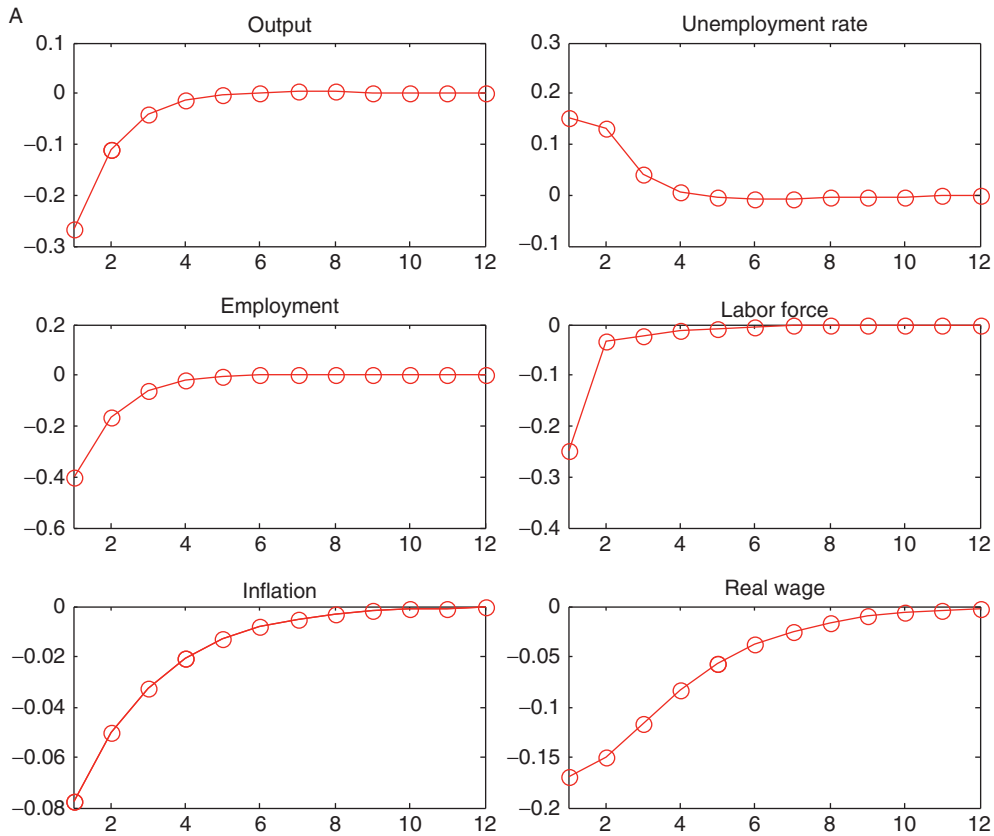 A
Output
0.1
0
−0.1
−0.2
−0.3
2 4 6 8 10 12
Unemployment rate
0.3
0.2
0.1
0
−0.1
2 4 6 8 10 12
Employment
0.2
0
−0.2
−0.4
−0.6
2 4 6 8 10 12
Labor force
0
−0.1
−0.2
−0.3
−0.4
2 4 6 8 10 12
Inflation
0
−0.02
−0.04
−0.06
−0.08
2 4 6 8 10 12
Real wage
0
−0.05
−0.1
−0.15
−0.2
2 4 6 8 10 12